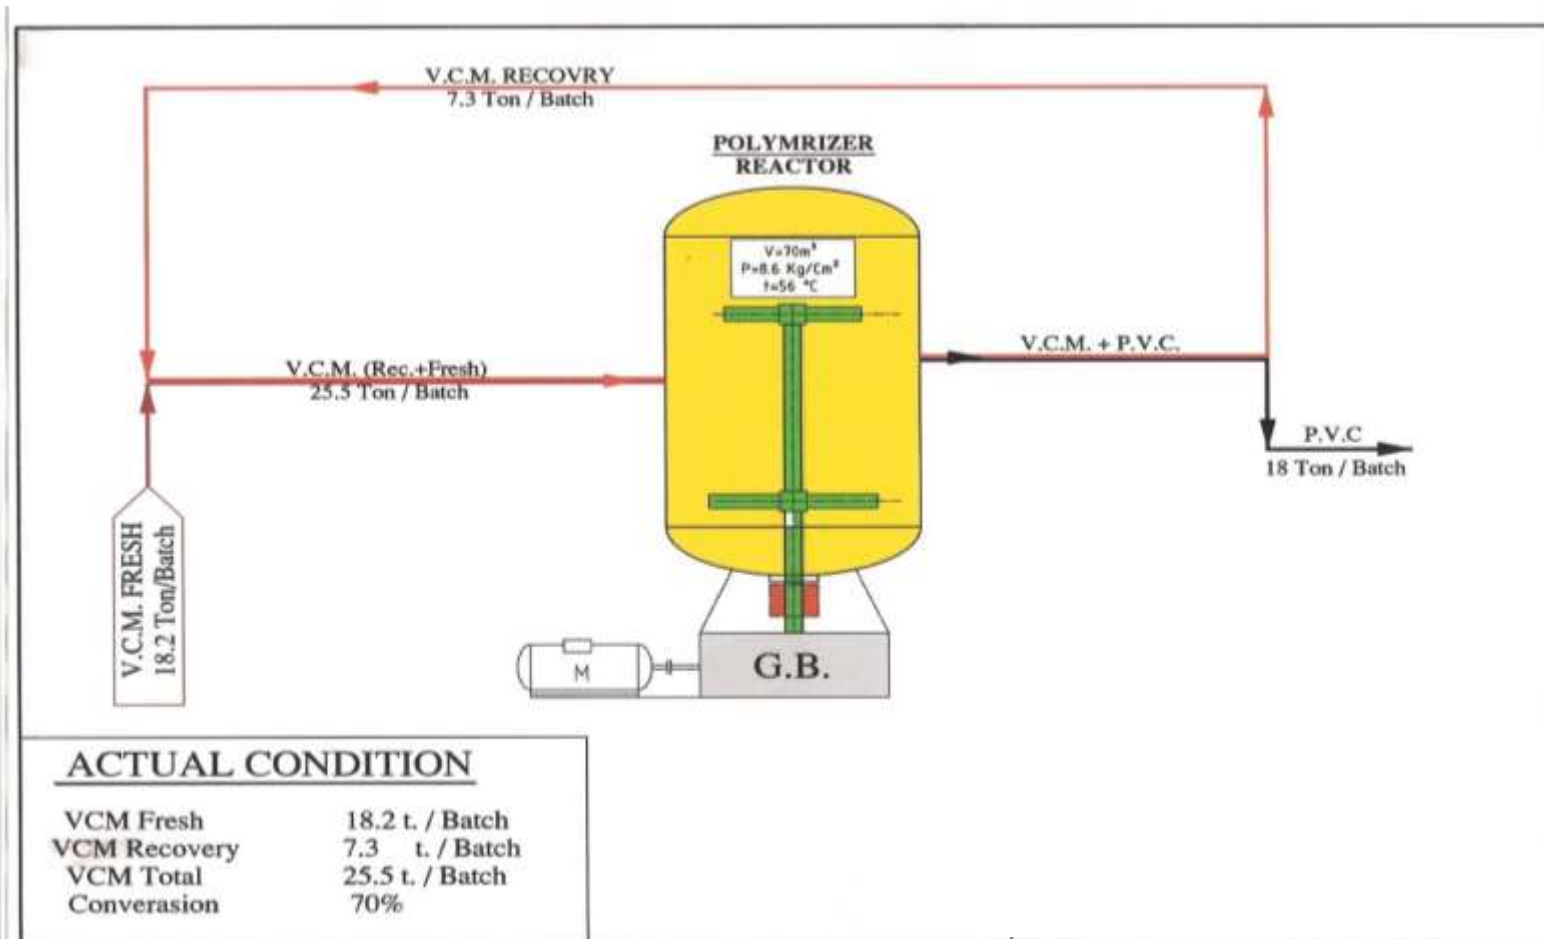 V.C.M. RECOVRY
7.3 Ton / Batch
POLYMRIZER
REACTOR
V=70m³
P=8.6 Kg/Cm²
t=56 °C
V.C.M. + P.V.C.
V.C.M. (Rec.+Fresh)
25.5 Ton / Batch
P.V.C
18 Ton / Batch
V.C.M. FRESH
18.2 Ton/Batch
M
G.B.
ACTUAL CONDITION
VCM Fresh 18.2 t. / Batch
VCM Recovery 7.3 t. / Batch
VCM Total 25.5 t. / Batch
Converasion 70%